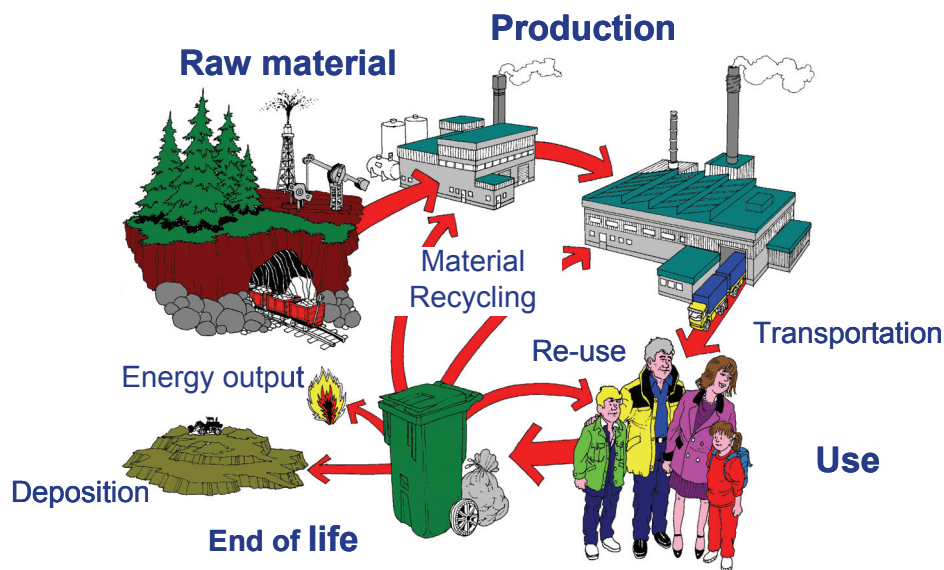 Production
Raw material
Material
Recycling
Transportation
Re-use
Energy output
Use
Deposition
End of life